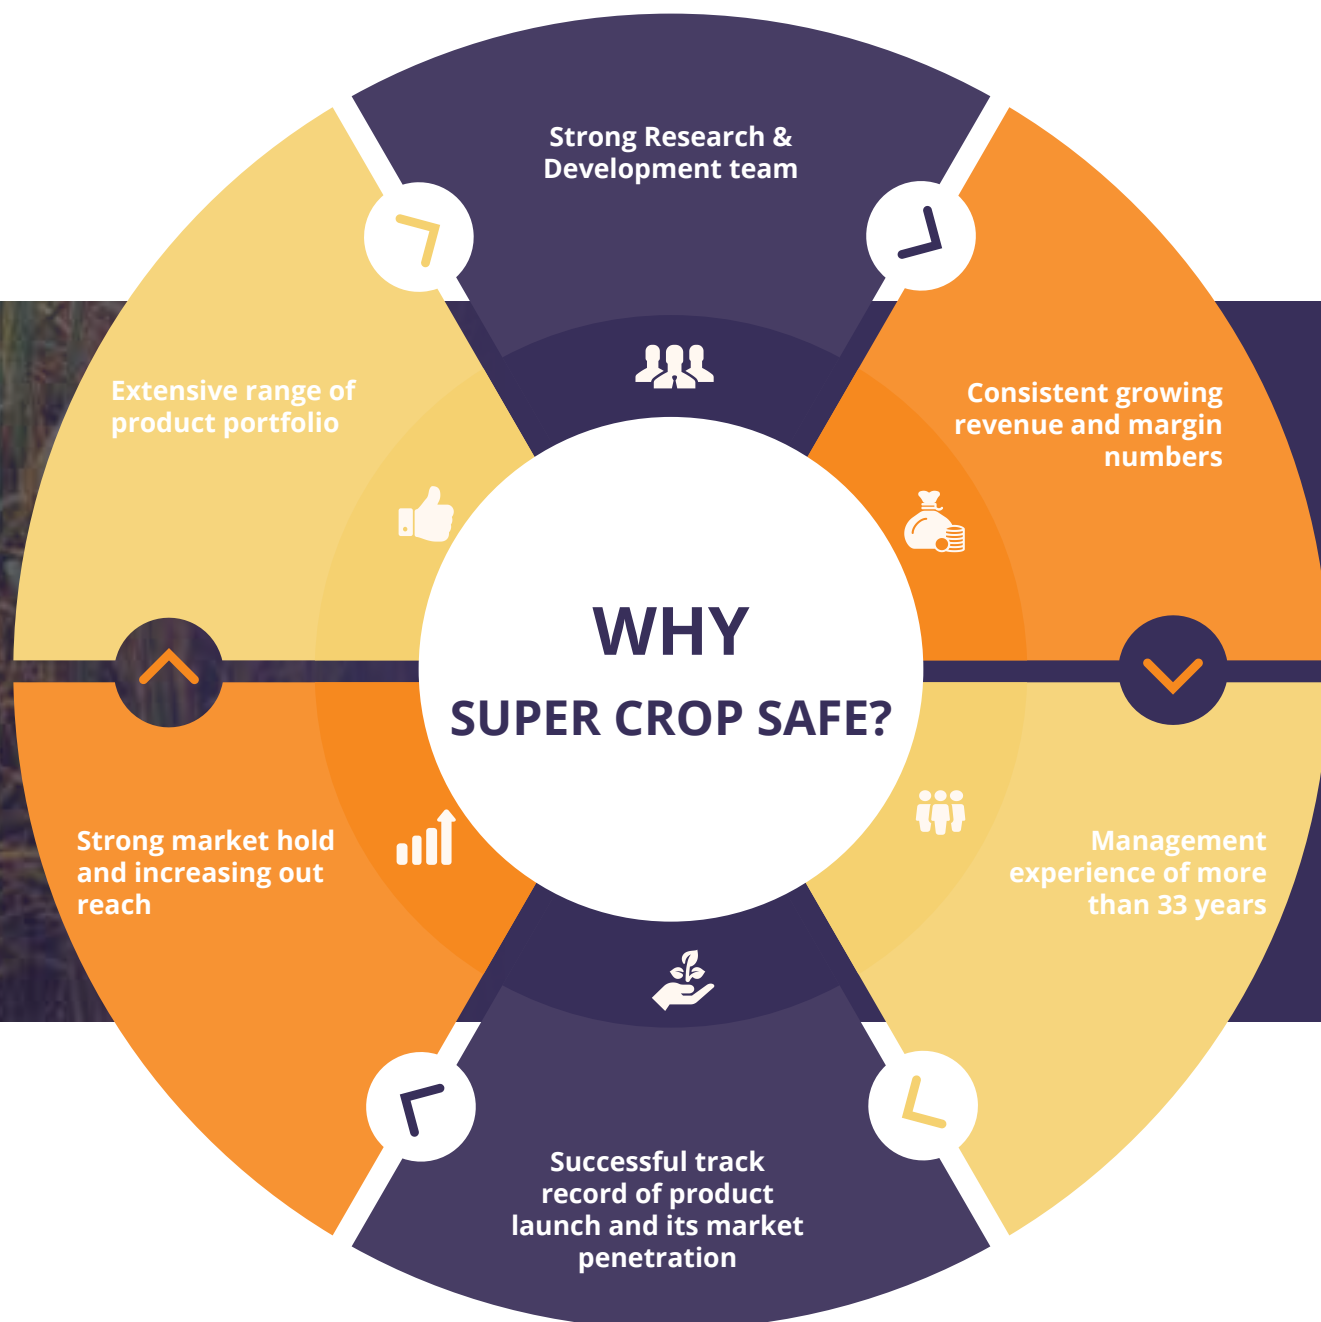 Strong Research &
Development team
Consistent growing
revenue and margin
numbers
Management
experience of more
than 33 years
Successful track
record of product
launch and its market
penetration
Strong market hold
and increasing out
reach
Extensive range of
product portfolio
WHY
SUPER CROP SAFE?